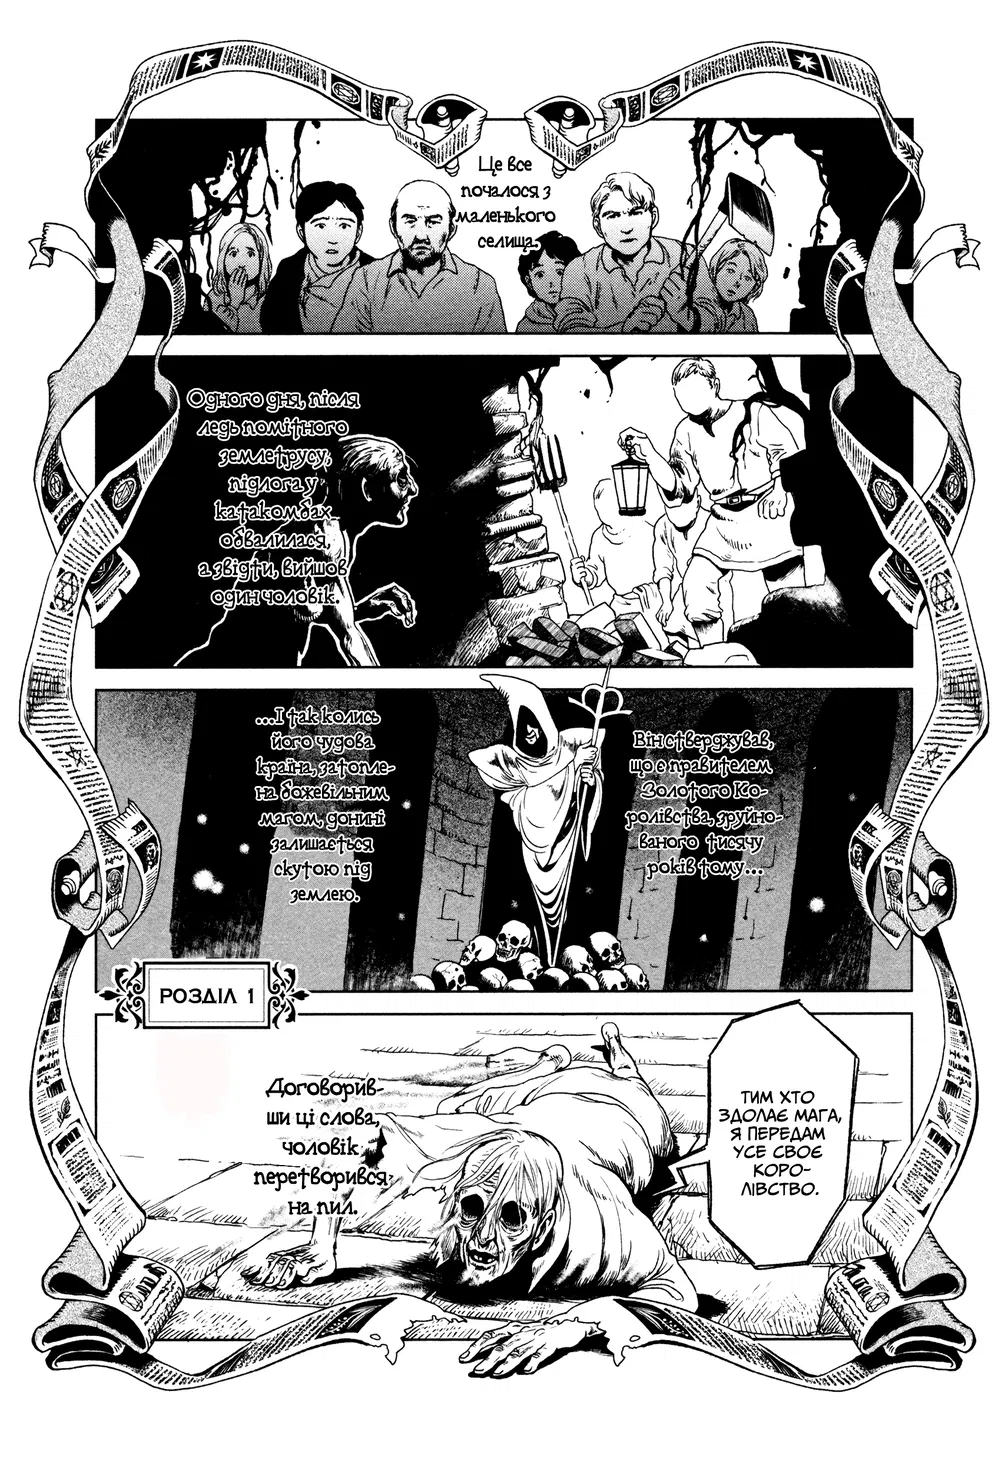 Це все
почалося з
маленького
селища.
Одного дня, після
ледь помітного
землетрусу,
підлога у
катакомбах
обвалилася,
а звідти, вийшов
один чоловік.
Він стверджував,
що є правителем
Золотого Ко-
ролівства, зруйно-
ваного тисячу
років тому...
...І так колись
його чудова
країна, затопле-
на божевільним
магом, донині
залишається
скутою під
землею.
РОЗДІЛ 1
ТИМ ХТО
ЗДОЛАЄ МАГА,
Я ПЕРЕДАМ
УСЕ СВОЄ
КОРО-
ЛІВСТВО.
Договорив-
ши ці слова,
чоловік
перетворився
на пил.